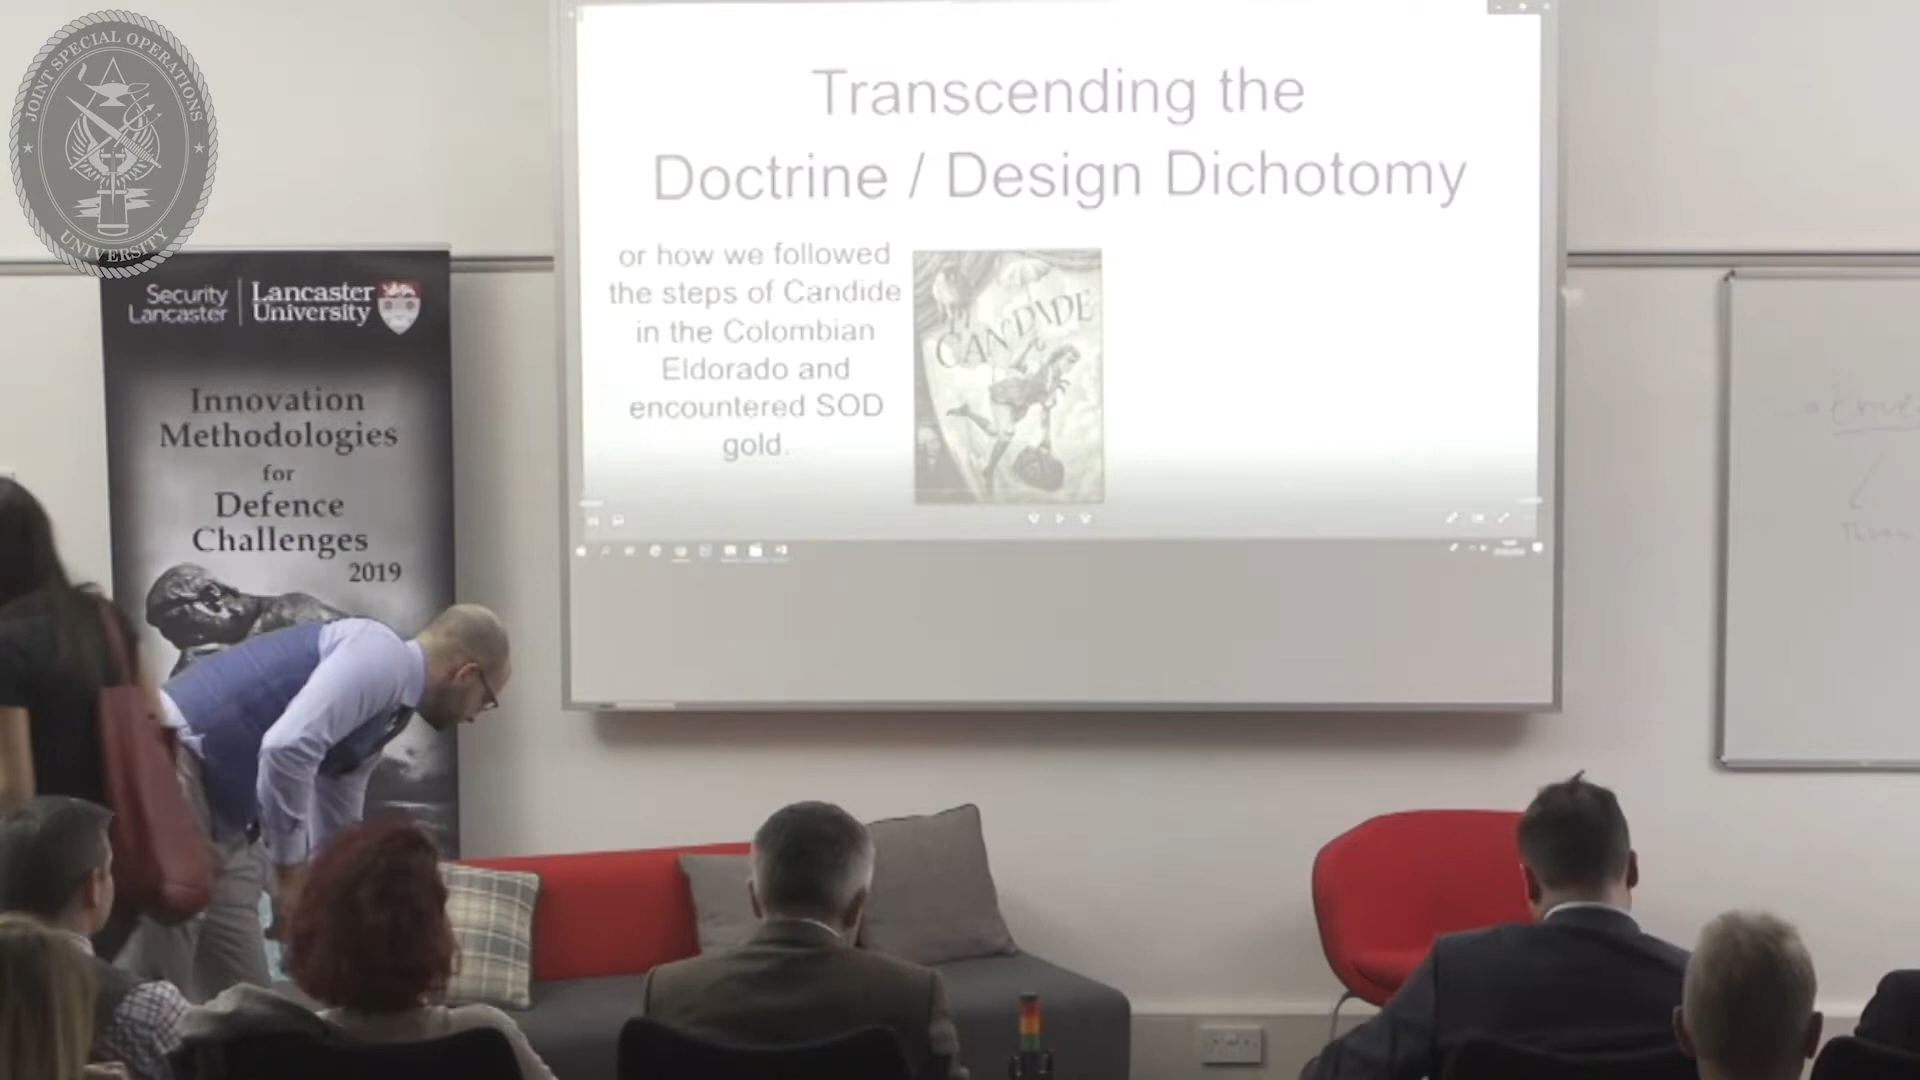 JOINT SPECIAL OPERATIONS
UNIVERSITY
Security
Lancaster
Lancaster
University
Innovation
Methodologies
for
Defence
Challenges
2019
Transcending the
Doctrine / Design Dichotomy
or how we followed
the steps of Candide
in the Colombian
Eldorado and
encountered SOD
gold.
CANDIDE